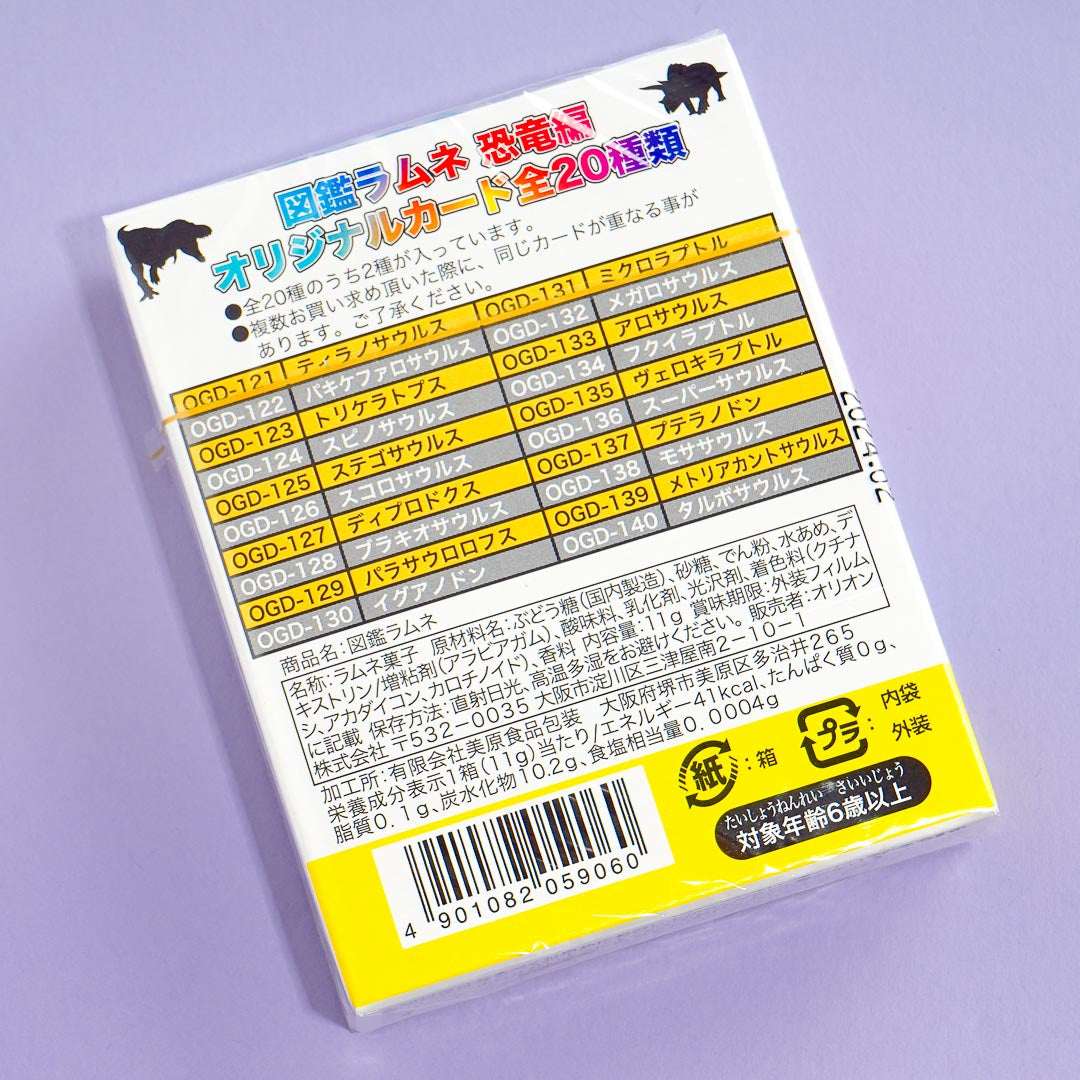 図鑑ラムネ 恐竜編
オリジナルカード全20種類
●全20種のうち2種が入っています。
●複数お買い求め頂いた際に、同じカードが重なる事が
あります。ご了承ください。
OGD-121 ティラノサウルス
OGD-122 パキケファロサウルス
OGD-123 トリケラトプス
OGD-124 スピノサウルス
OGD-125 ステゴサウルス
OGD-126 スコロサウルス
OGD-127 ディプロドクス
OGD-128 ブラキオサウルス
OGD-129 パラサウロロフス
OGD-130 イグアノドン
OGD-131 ミクロラプトル
OGD-132 メガロサウルス
OGD-133 アロサウルス
OGD-134 フクイラプトル
OGD-135 ヴェロキラプトル
OGD-136 スーパーサウルス
OGD-137 プテラノドン
OGD-138 モササウルス
OGD-139 メトリアカントサウルス
OGD-140 タルボサウルス
2024.02
商品名:図鑑ラムネ
名称:ラムネ菓子 原材料名:ぶどう糖(国内製造)、砂糖、でん粉、水あめ、デ
キストリン/増粘剤(アラビアガム)、酸味料、乳化剤、光沢剤、着色料(クチナ
シ、アカダイコン、カロチノイド)、香料 内容量:11g 賞味期限:外装フィルム
に記載 保存方法:直射日光、高温多湿をお避けください。 販売者:オリオン
株式会社 〒532-0035 大阪市淀川区三津屋南2-10-1
加工所:有限会社美原食品包装 大阪府堺市美原区多治井265
栄養成分表示1箱(11g)当たり/エネルギー41kcal、たんぱく質0g、
脂質0.1g、炭水化物10.2g、食塩相当量0.0004g
紙:箱
プラ:内袋
外装
たいしょうねんれい さいいじょう
対象年齢6歳以上
4 901082 059060